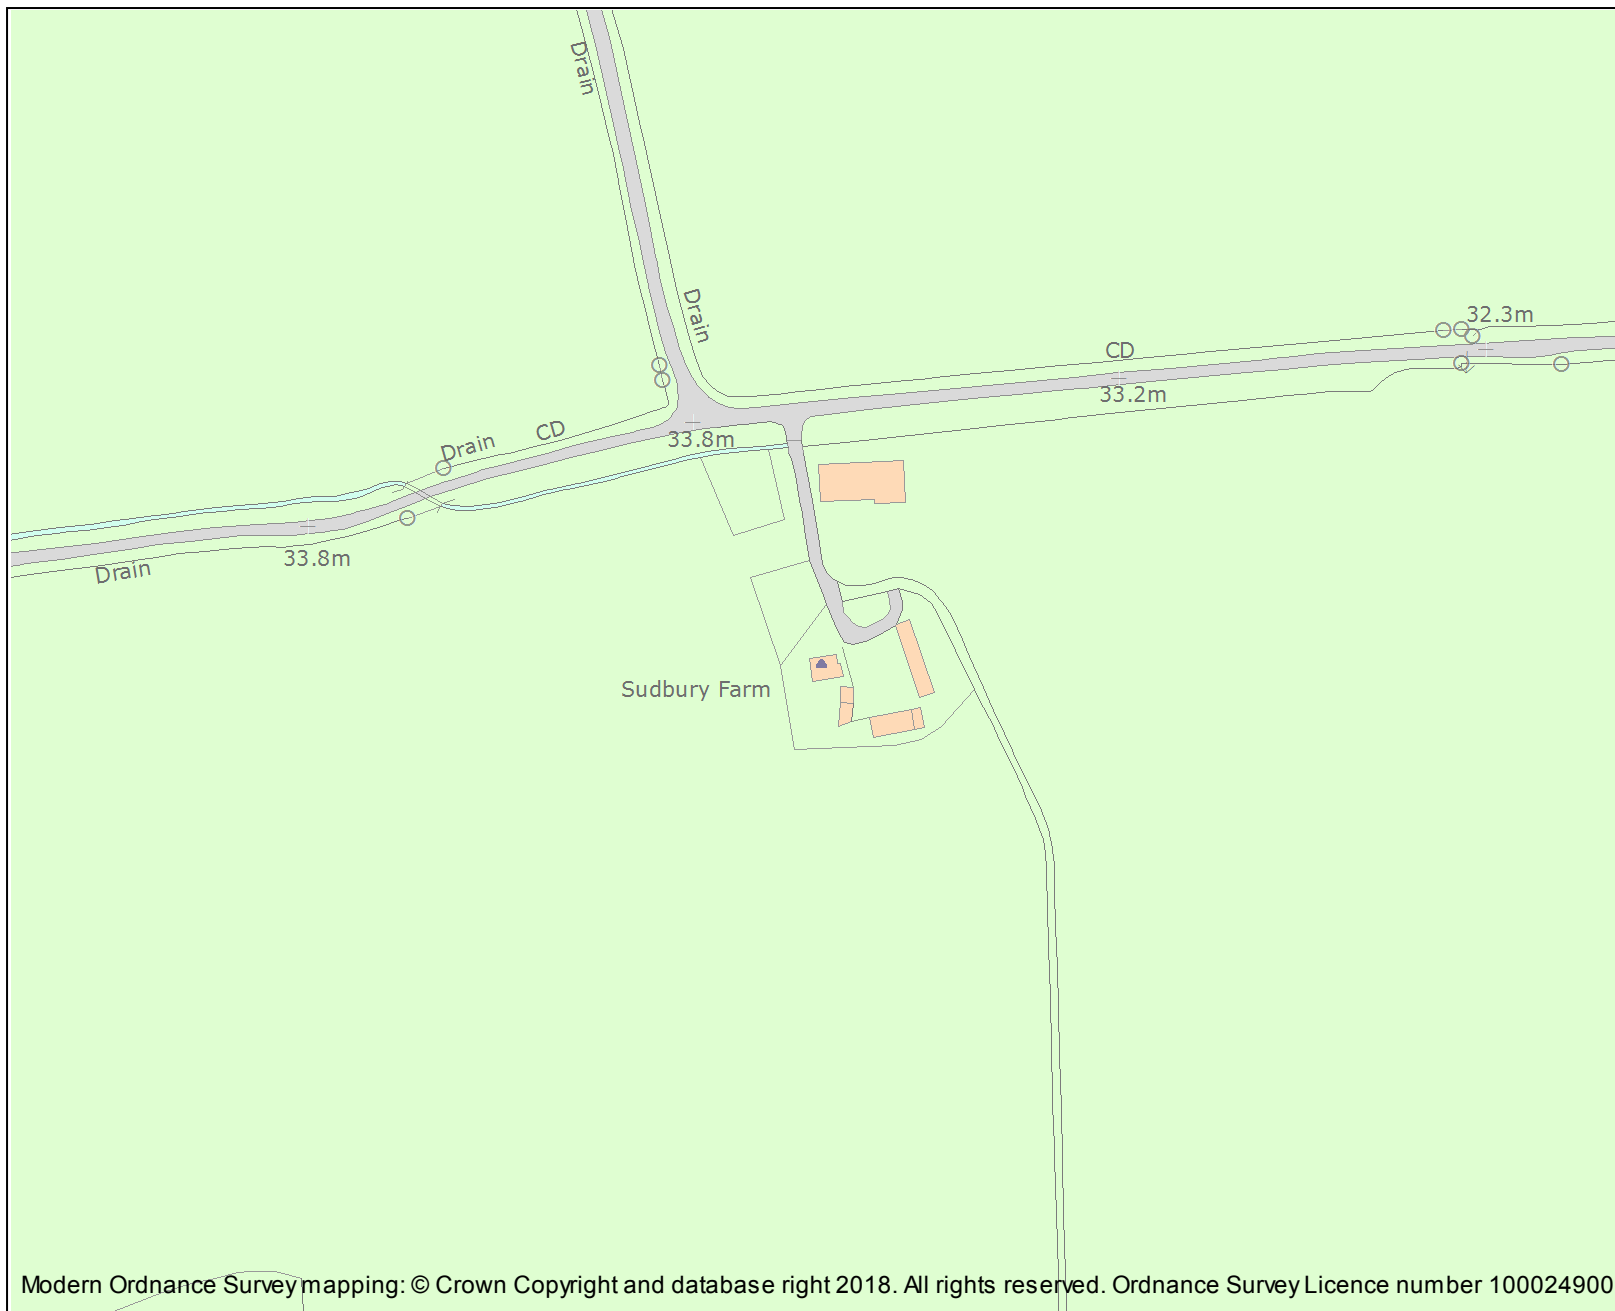 Drain
Drain
32.3m
CD
33.2m
CD
33.8m
Drain
33.8m
Drain
Sudbury Farm
Modern Ordnance Survey mapping: © Crown Copyright and database right 2018. All rights reserved. Ordnance Survey Licence number 100024900